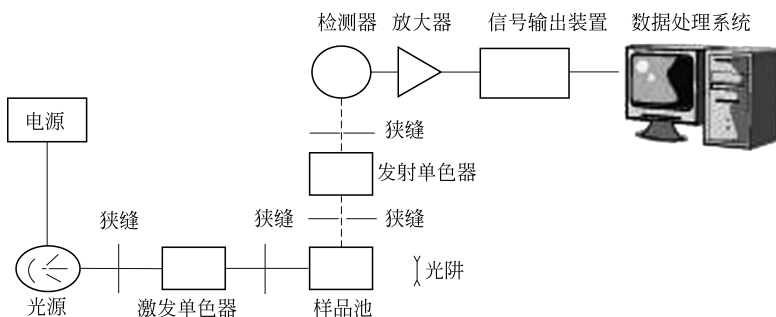 检测器
放大器
信号输出装置
数据处理系统
电源
狭缝
发射单色器
狭缝
狭缝
狭缝
光阱
光源
激发单色器
样品池